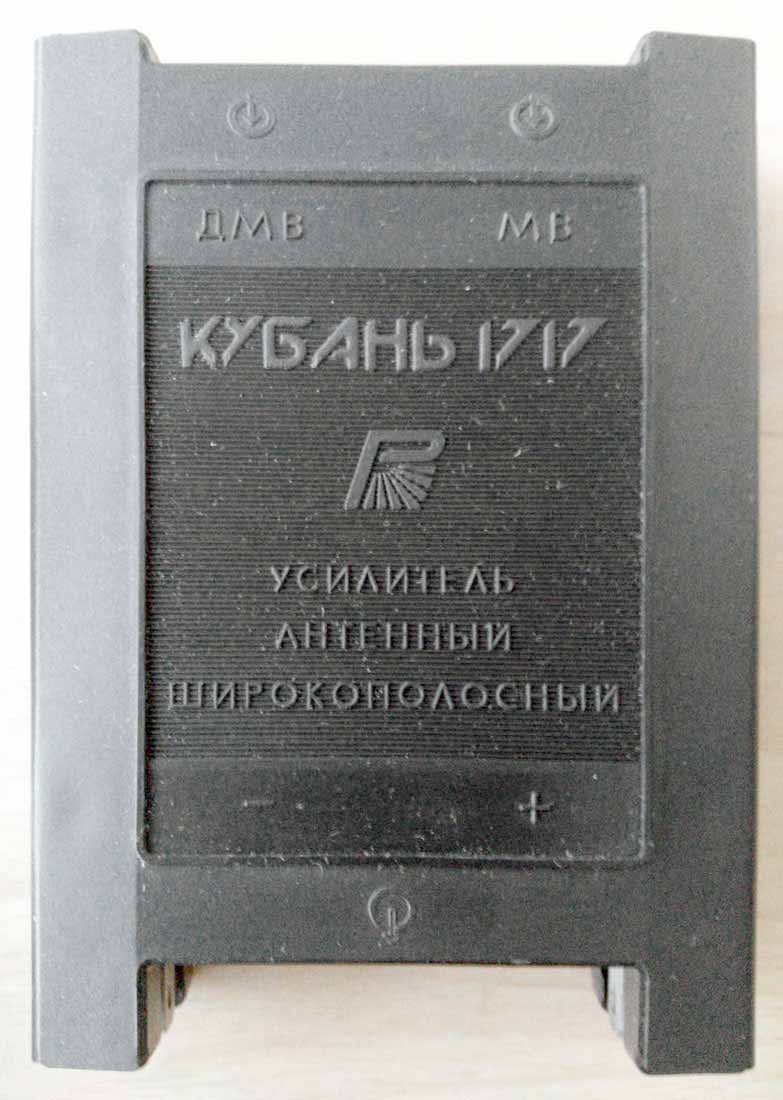 ДМВ МВ
КУБАНЬ 1717
УСИЛИТЕЛЬ
АНТЕННЫЙ
ШИРОКОПОЛОСНЫЙ
- +